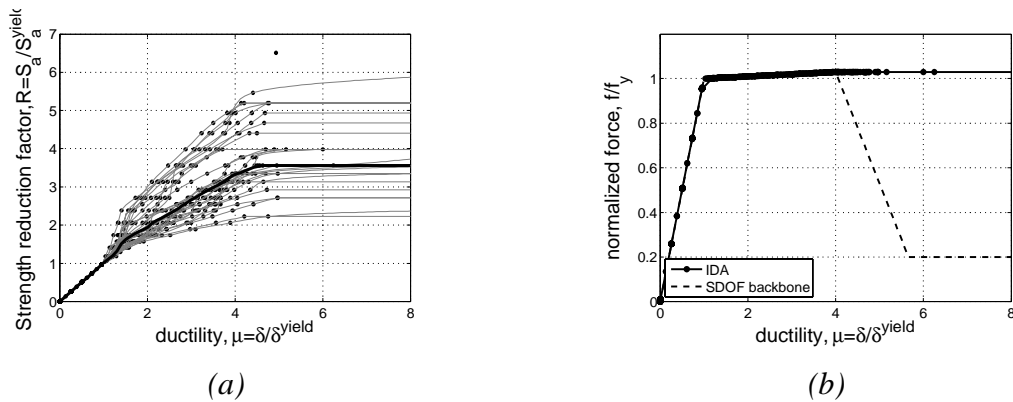 Strength reduction factor, R=S_a/S_a^yield
7
6
5
4
3
2
1
0
0 2 4 6 8
ductility, μ=δ/δ^yield
(a)
normalized force, f/f_y
1
0.8
0.6
0.4
0.2
0
IDA
SDOF backbone
0 2 4 6 8
ductility, μ=δ/δ^yield
(b)